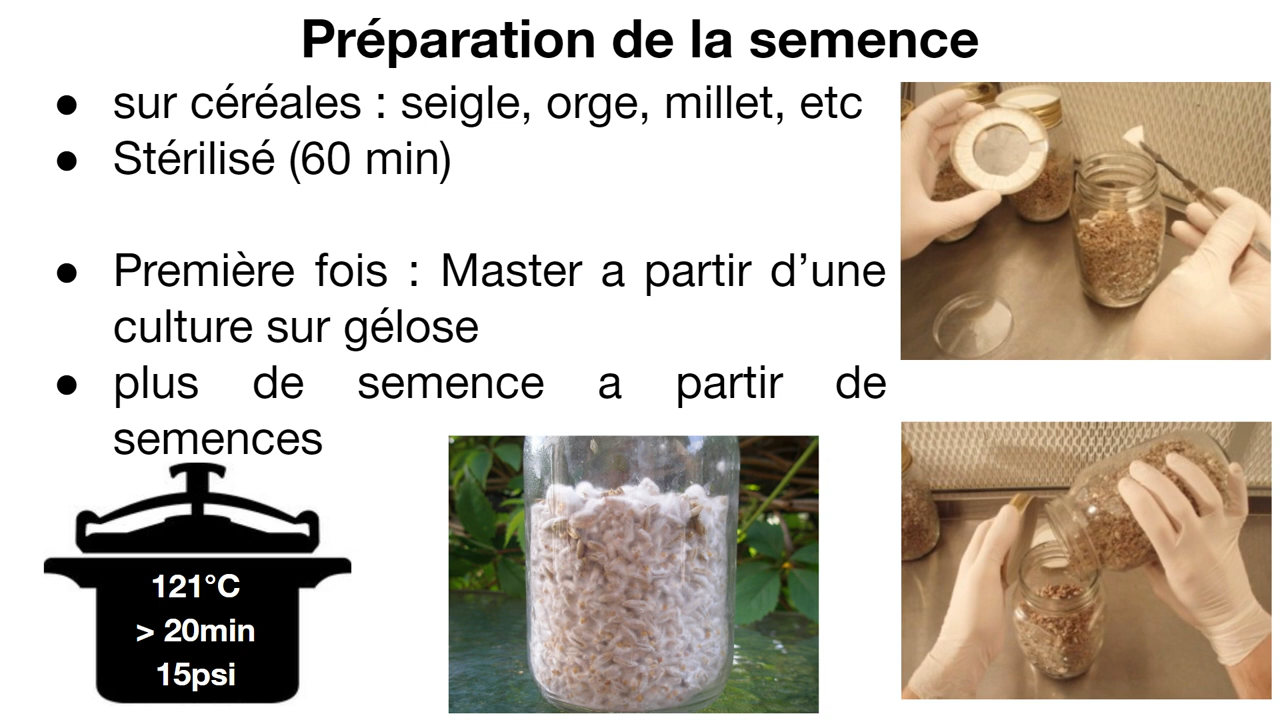 Préparation de la semence
● sur céréales : seigle, orge, millet, etc
● Stérilisé (60 min)
● Première fois : Master a partir d’une
culture sur gélose
● plus de semence a partir de
semences
121°C
> 20min
15psi